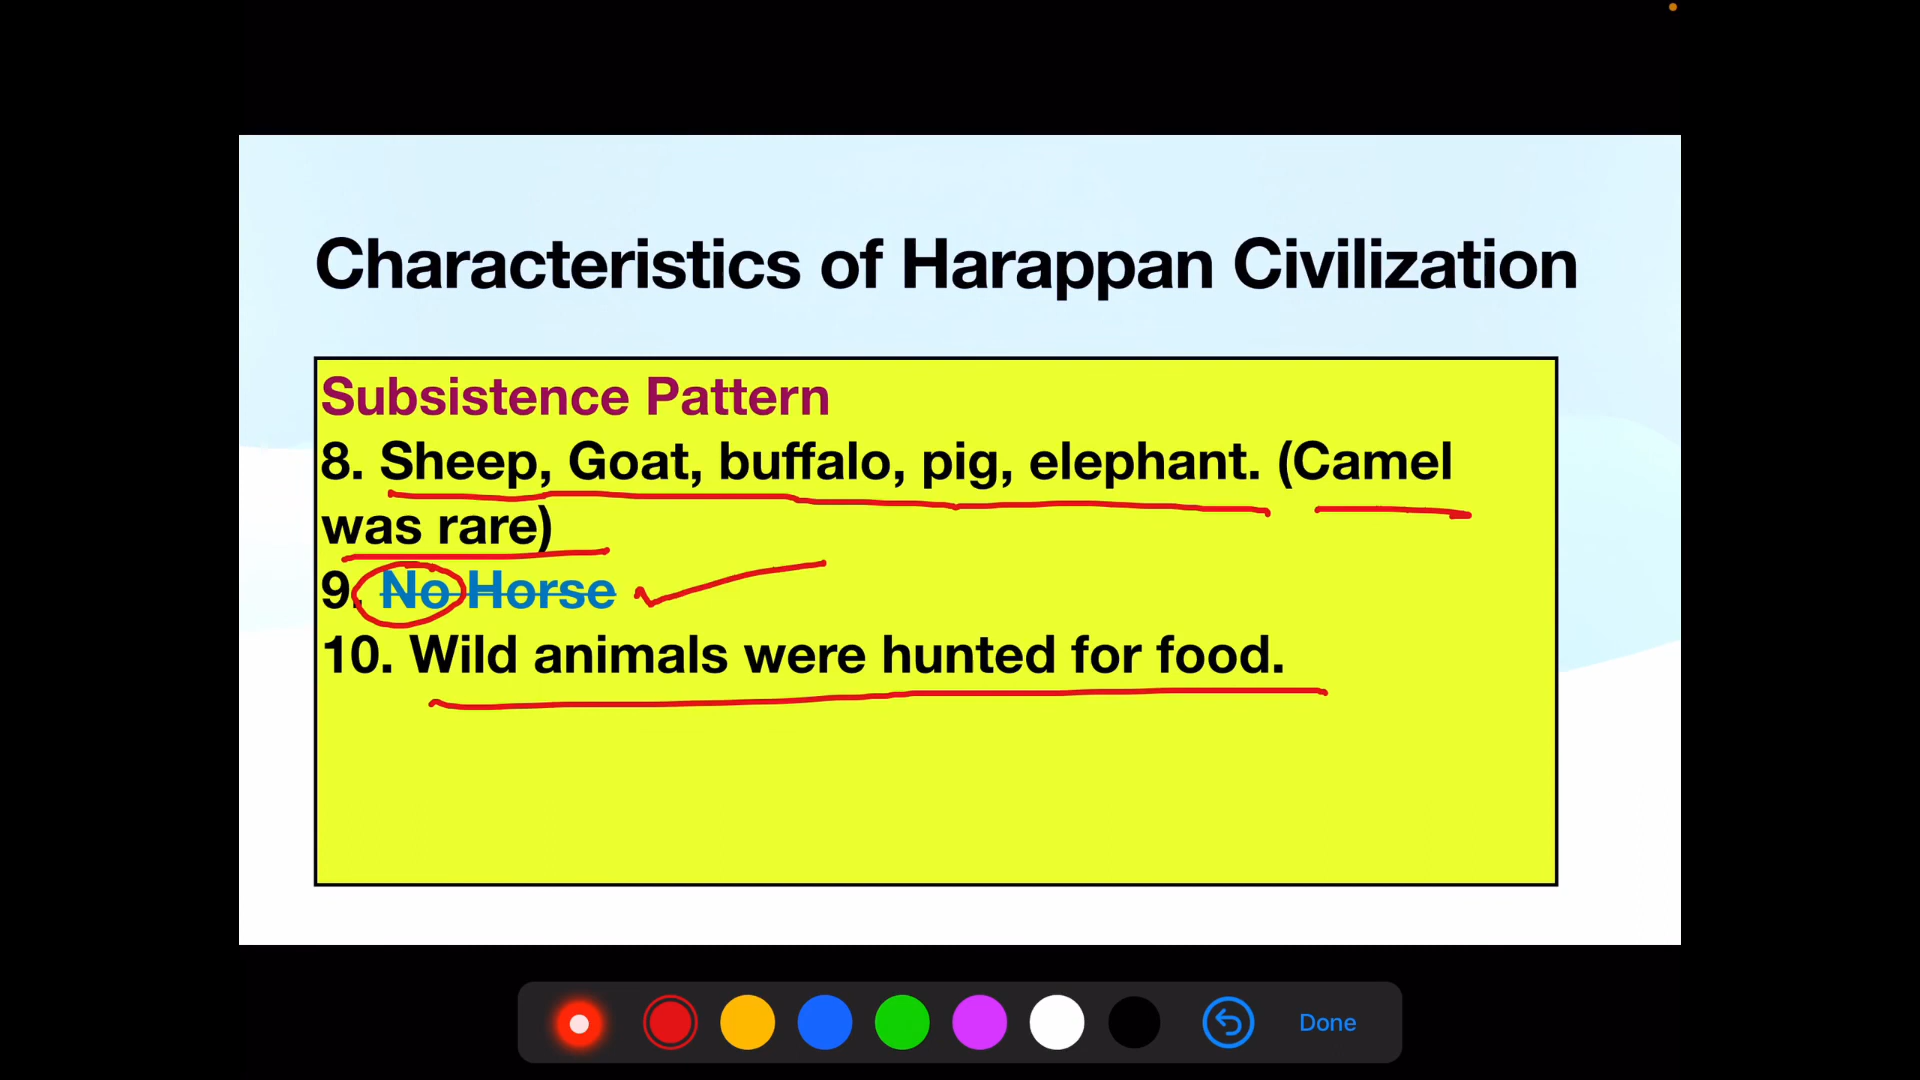 Characteristics of Harappan Civilization
Subsistence Pattern
8. Sheep, Goat, buffalo, pig, elephant. (Camel
was rare)
9. No Horse
10. Wild animals were hunted for food.
Done